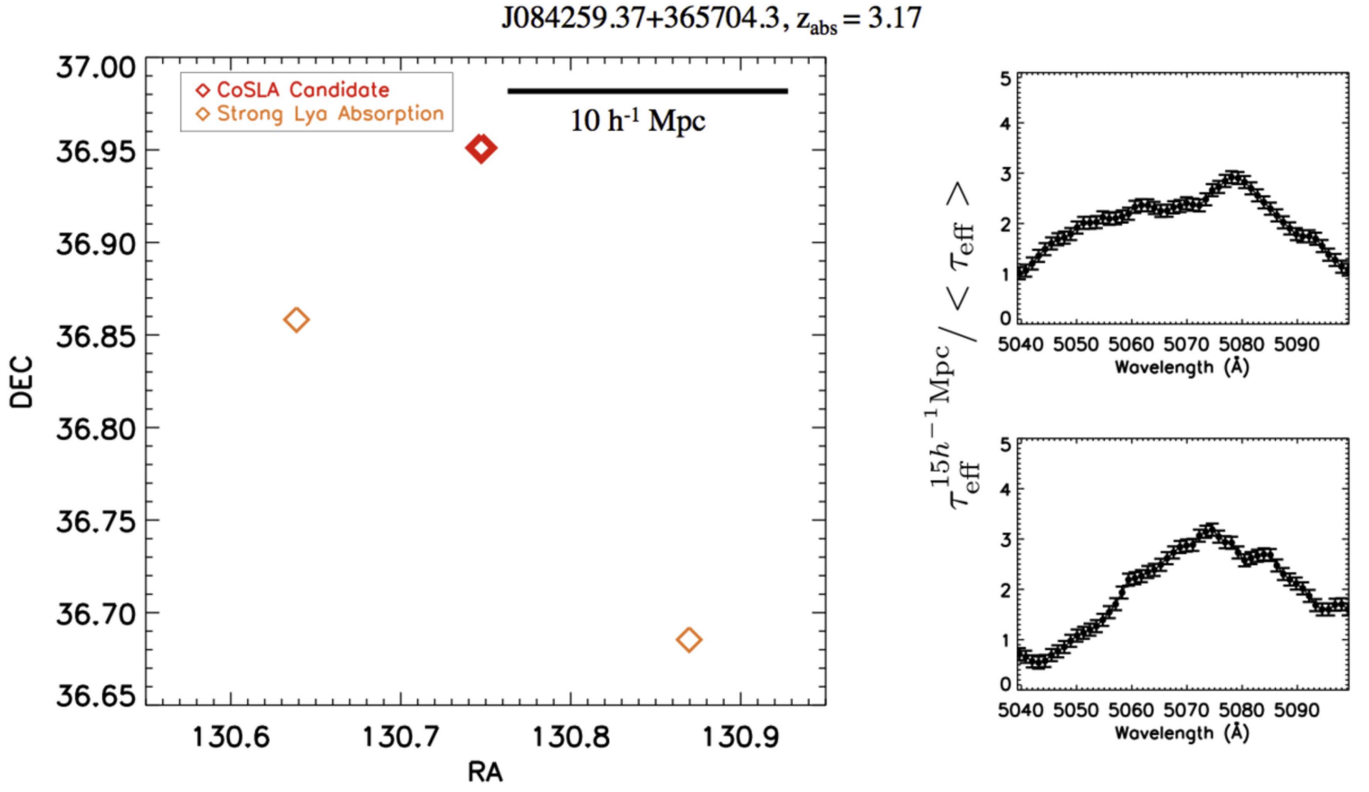 J084259.37+365704.3, z_abs = 3.17
CoSLA Candidate
Strong Lya Absorption
10 h⁻¹ Mpc
37.00
36.95
36.90
36.85
36.80
36.75
36.70
36.65
DEC
130.6 130.7 130.8 130.9
RA
τ_eff^{15h⁻¹Mpc} / < τ_eff >
5
4
3
2
1
0
5040 5050 5060 5070 5080 5090
Wavelength (Å)
5
4
3
2
1
0
5040 5050 5060 5070 5080 5090
Wavelength (Å)